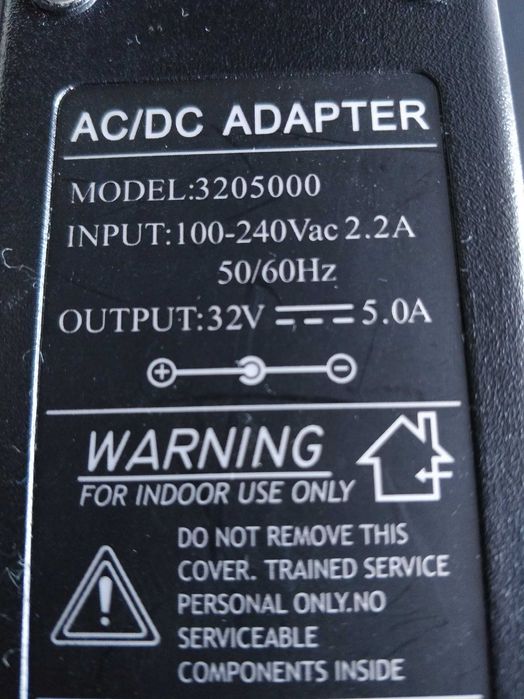 AC/DC ADAPTER
MODEL:3205000
INPUT:100-240Vac 2.2A
50/60Hz
OUTPUT:32V ⎓ 5.0A
WARNING
FOR INDOOR USE ONLY
DO NOT REMOVE THIS
COVER. TRAINED SERVICE
PERSONAL ONLY.NO
SERVICEABLE
COMPONENTS INSIDE